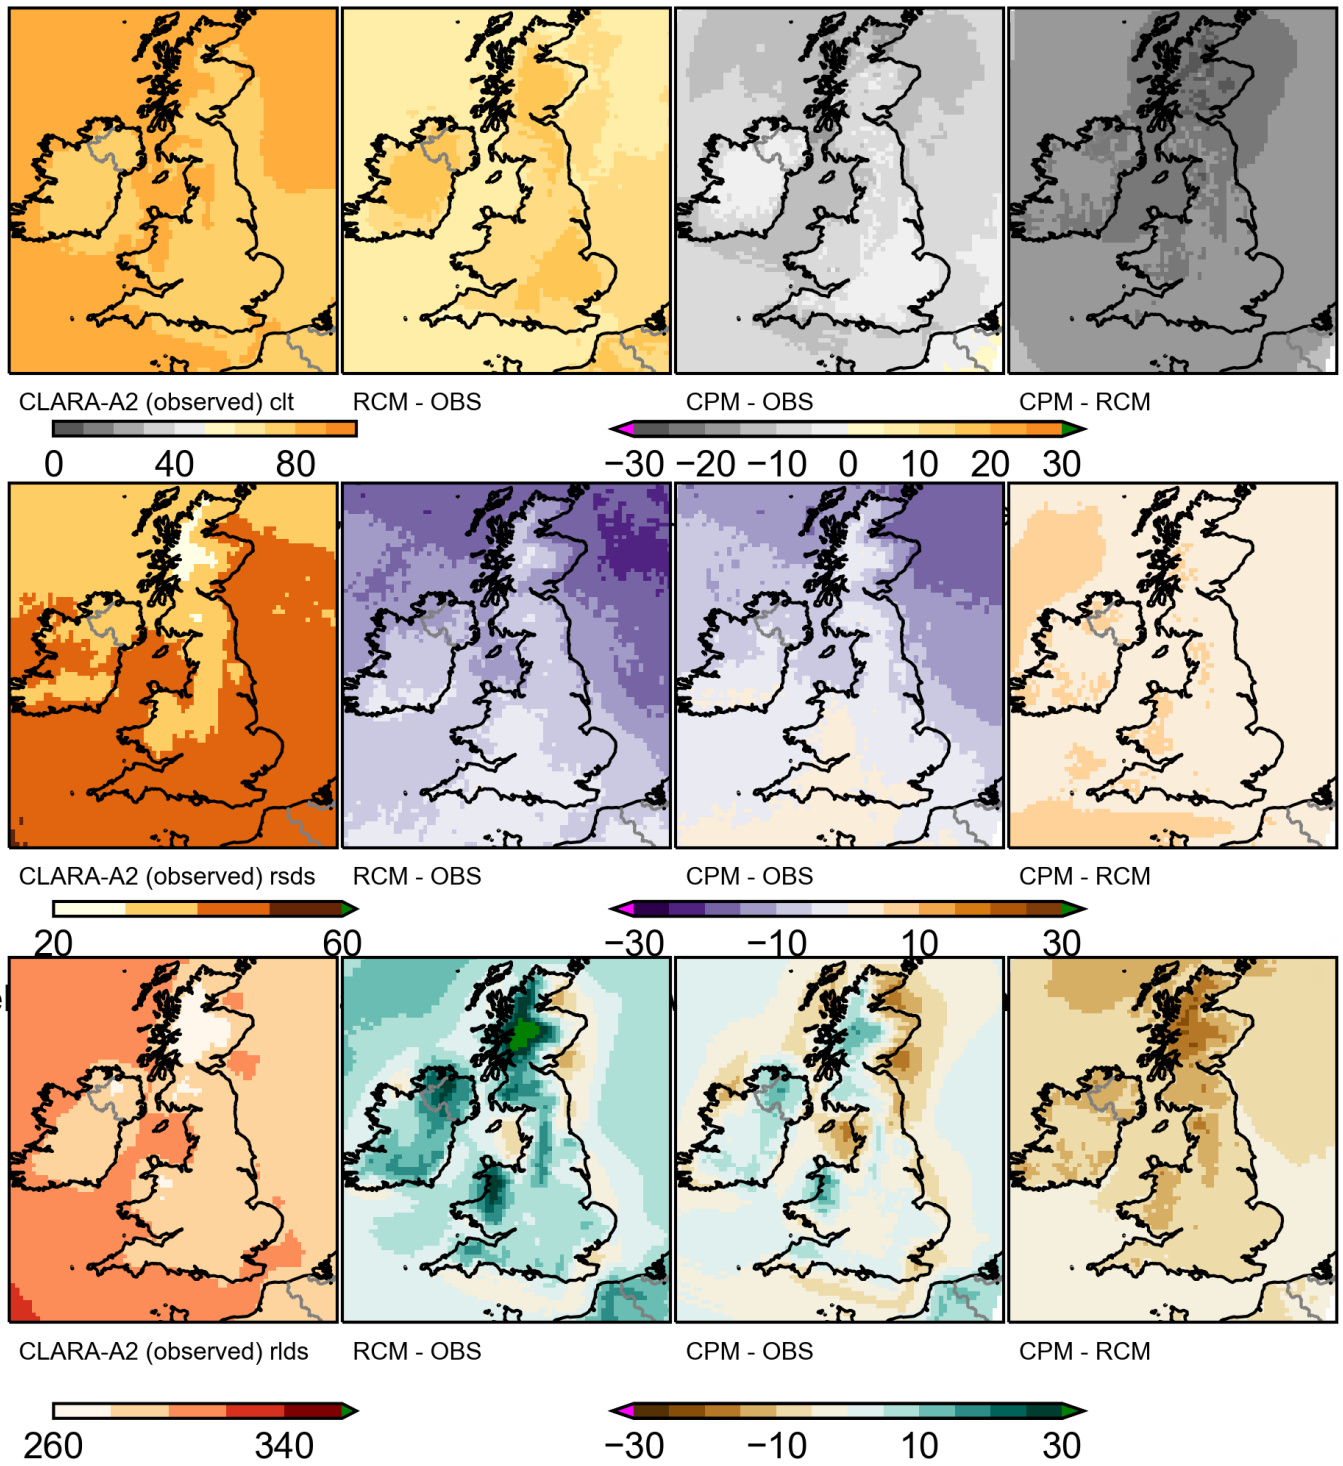 CLARA-A2 (observed) clt RCM - OBS CPM - OBS CPM - RCM
0 40 80 −30 −20 −10 0 10 20 30
CLARA-A2 (observed) rsds RCM - OBS CPM - OBS CPM - RCM
20 60 −30 −10 10 30
CLARA-A2 (observed) rlds RCM - OBS CPM - OBS CPM - RCM
260 340 −30 −10 10 30